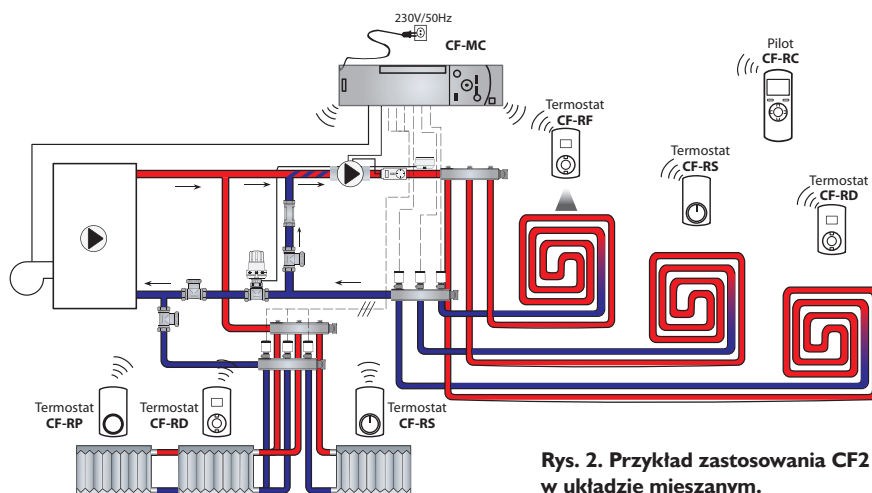 230V/50Hz
CF-MC
Pilot
CF-RC
Termostat
CF-RF
Termostat
CF-RS
Termostat
CF-RD
Termostat
CF-RP
Termostat
CF-RD
Termostat
CF-RS
Rys. 2. Przykład zastosowania CF2
w układzie mieszanym.